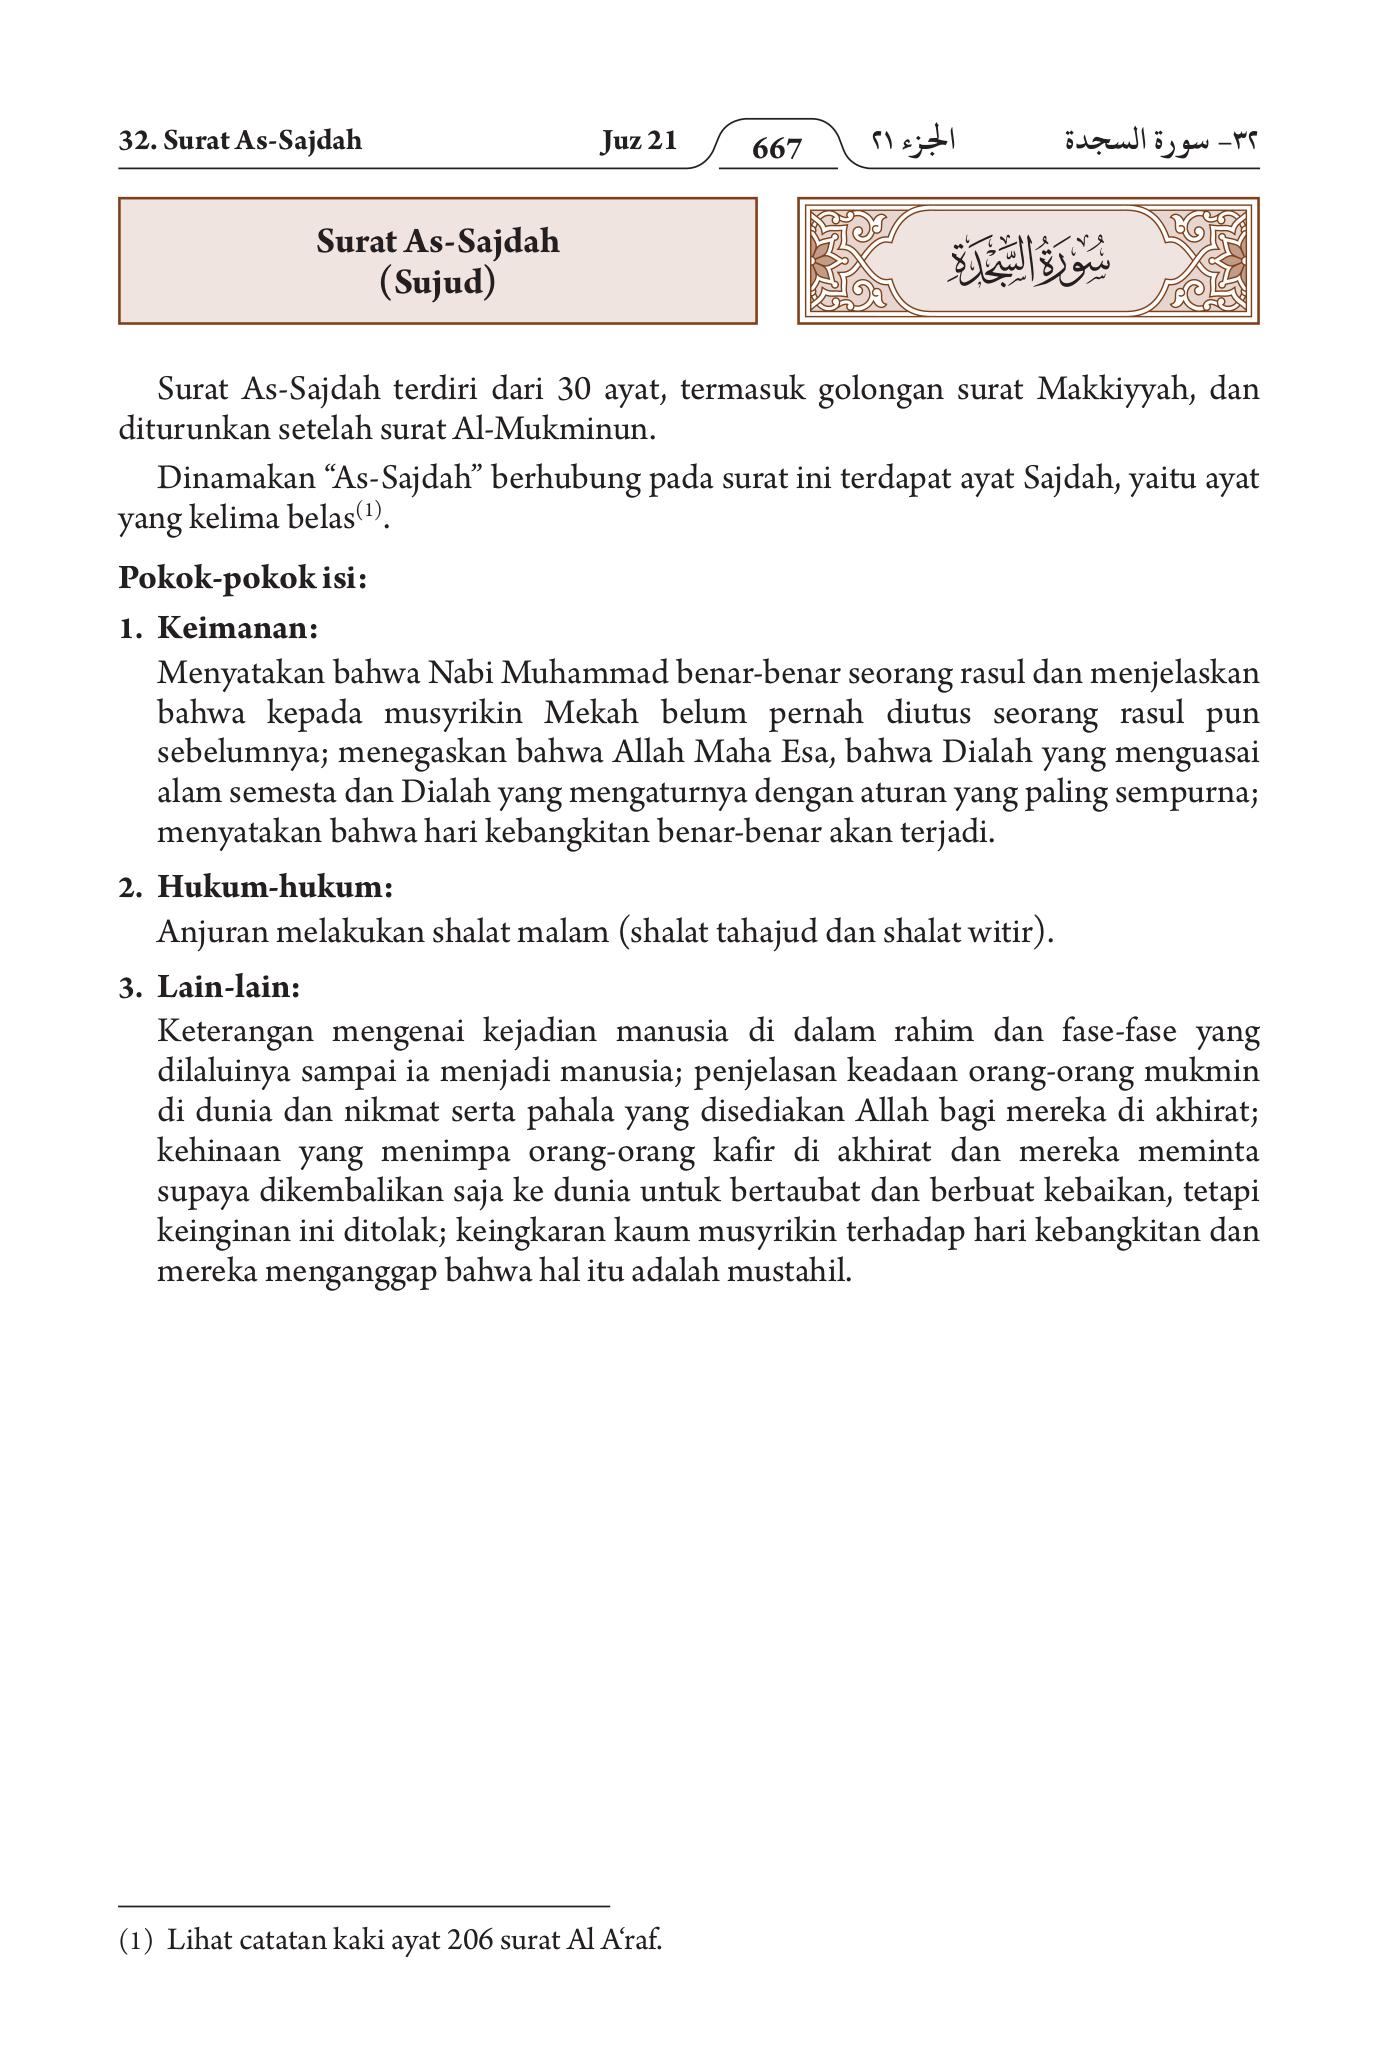 32. Surat As-Sajdah Juz 21 667 الجزء ٢١ ٣٢- سورة السجدة
Surat As-Sajdah
(Sujud)
سُورَةُ السَّجْدَةِ
Surat As-Sajdah terdiri dari 30 ayat, termasuk golongan surat Makkiyyah, dan
diturunkan setelah surat Al-Mukminun.
Dinamakan “As-Sajdah” berhubung pada surat ini terdapat ayat Sajdah, yaitu ayat
yang kelima belas(1).
Pokok-pokok isi:
1. Keimanan:
Menyatakan bahwa Nabi Muhammad benar-benar seorang rasul dan menjelaskan
bahwa kepada musyrikin Mekah belum pernah diutus seorang rasul pun
sebelumnya; menegaskan bahwa Allah Maha Esa, bahwa Dialah yang menguasai
alam semesta dan Dialah yang mengaturnya dengan aturan yang paling sempurna;
menyatakan bahwa hari kebangkitan benar-benar akan terjadi.
2. Hukum-hukum:
Anjuran melakukan shalat malam (shalat tahajud dan shalat witir).
3. Lain-lain:
Keterangan mengenai kejadian manusia di dalam rahim dan fase-fase yang
dilaluinya sampai ia menjadi manusia; penjelasan keadaan orang-orang mukmin
di dunia dan nikmat serta pahala yang disediakan Allah bagi mereka di akhirat;
kehinaan yang menimpa orang-orang kafir di akhirat dan mereka meminta
supaya dikembalikan saja ke dunia untuk bertaubat dan berbuat kebaikan, tetapi
keinginan ini ditolak; keingkaran kaum musyrikin terhadap hari kebangkitan dan
mereka menganggap bahwa hal itu adalah mustahil.
(1) Lihat catatan kaki ayat 206 surat Al A‘raf.